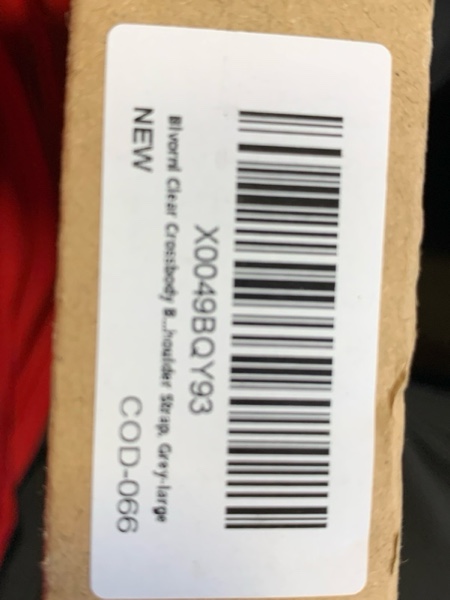 X0049BQY93
Blvornl Clear Crossbody B...houlder Strap, Grey-large
NEW
COD-066